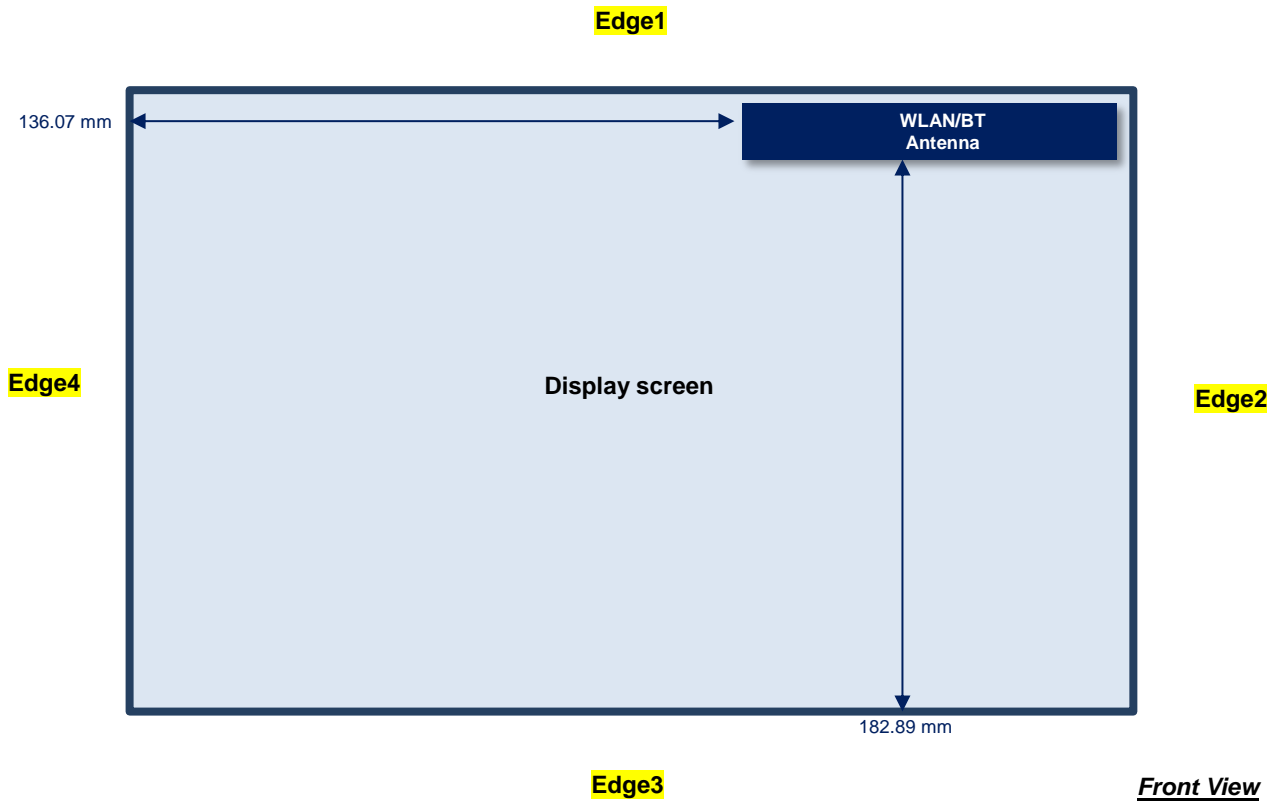 Edge1
136.07 mm
WLAN/BT
Antenna
Edge4
Display screen
Edge2
182.89 mm
Edge3
Front View